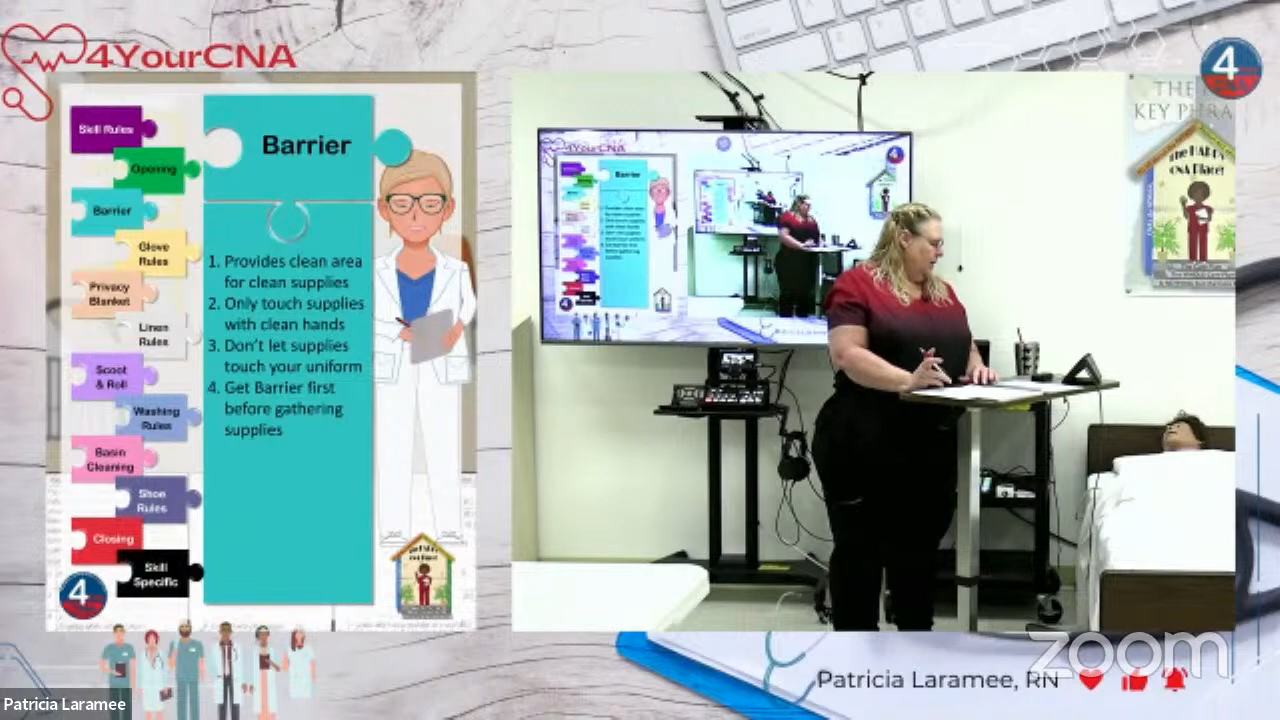 4YourCNA
4
THE
KEY PHRA
Skill Rules
Opening
Barrier
Glove
Rules
Privacy
Blanket
Linen
Rules
Scoot
& Roll
Washing
Rules
Basin
Cleaning
Shoe
Rules
Closing
Skill
Specific
4
Barrier
1. Provides clean area
for clean supplies
2. Only touch supplies
with clean hands
3. Don't let supplies
touch your uniform
4. Get Barrier first
before gathering
supplies
4YourCNA
Barrier
The HAPPY
CNA Place!
zoom
Patricia Laramee, RN
Patricia Laramee